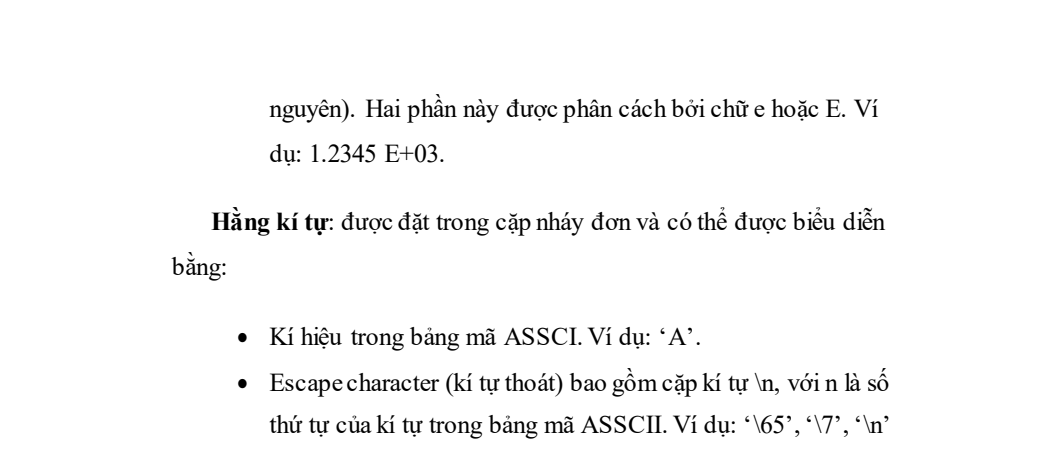 nguyên). Hai phần này được phân cách bởi chữ e hoặc E. Ví
dụ: 1.2345 E+03.
Hằng kí tự: được đặt trong cặp nháy đơn và có thể được biểu diễn
bằng:
• Kí hiệu trong bảng mã ASSCI. Ví dụ: ‘A’.
• Escape character (kí tự thoát) bao gồm cặp kí tự \n, với n là số
thứ tự của kí tự trong bảng mã ASSCII. Ví dụ: ‘\65’, ‘\7’, ‘\n’